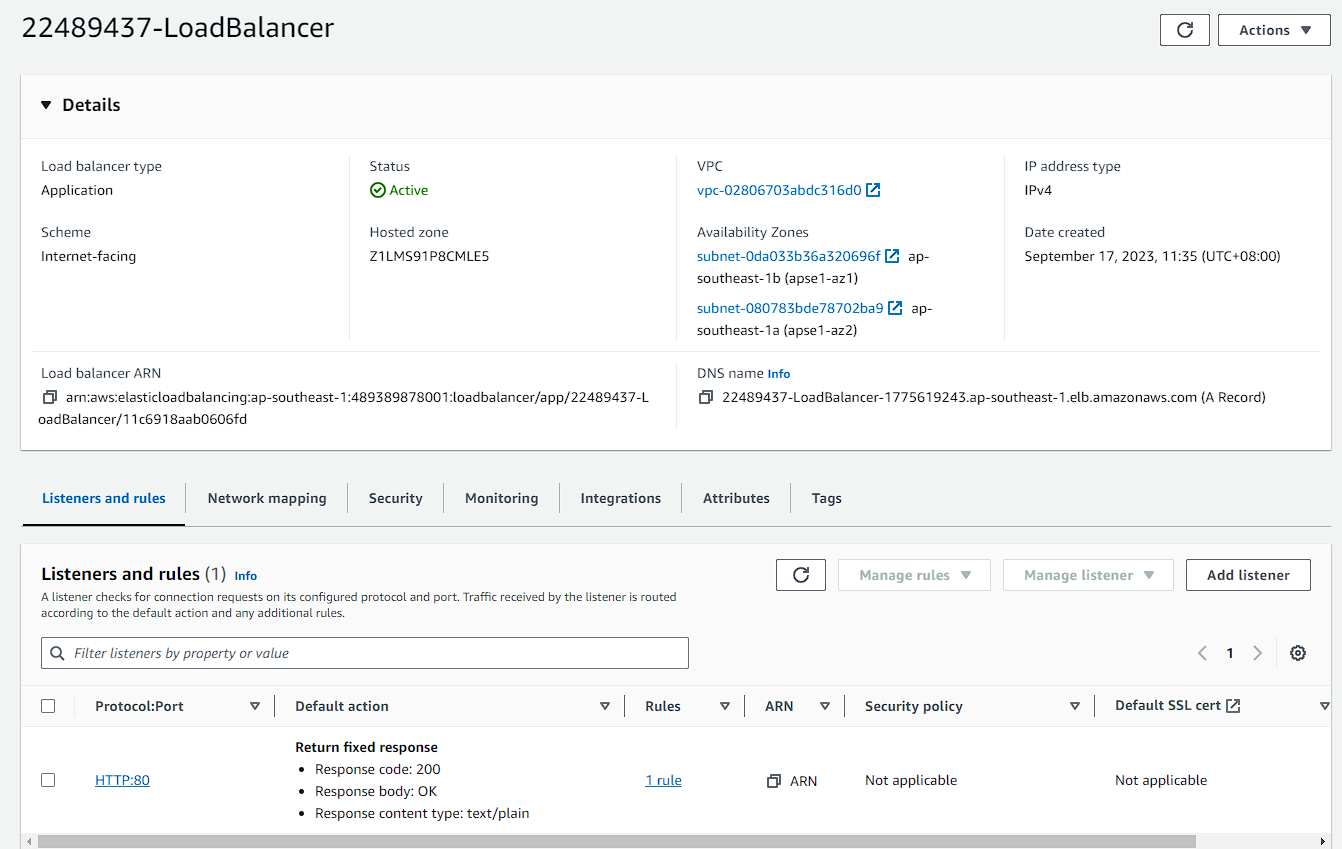 22489437-LoadBalancer
Actions
Details
Load balancer type
Application
Status
Active
VPC
vpc-02806703abdc316d0
IP address type
IPv4
Scheme
Internet-facing
Hosted zone
Z1LMS91P8CMLE5
Availability Zones
subnet-0da033b36a320696f ap-
southeast-1b (apse1-az1)
subnet-080783bde78702ba9 ap-
southeast-1a (apse1-az2)
Date created
September 17, 2023, 11:35 (UTC+08:00)
Load balancer ARN
arn:aws:elasticloadbalancing:ap-southeast-1:489389878001:loadbalancer/app/22489437-L
oadBalancer/11c6918aab0606fd
DNS name Info
22489437-LoadBalancer-1775619243.ap-southeast-1.elb.amazonaws.com (A Record)
Listeners and rules
Network mapping
Security
Monitoring
Integrations
Attributes
Tags
Listeners and rules (1) Info
Manage rules
Manage listener
Add listener
A listener checks for connection requests on its configured protocol and port. Traffic received by the listener is routed
according to the default action and any additional rules.
Filter listeners by property or value
1
Protocol:Port
Default action
Rules
ARN
Security policy
Default SSL cert
HTTP:80
Return fixed response
• Response code: 200
• Response body: OK
• Response content type: text/plain
1 rule
ARN
Not applicable
Not applicable